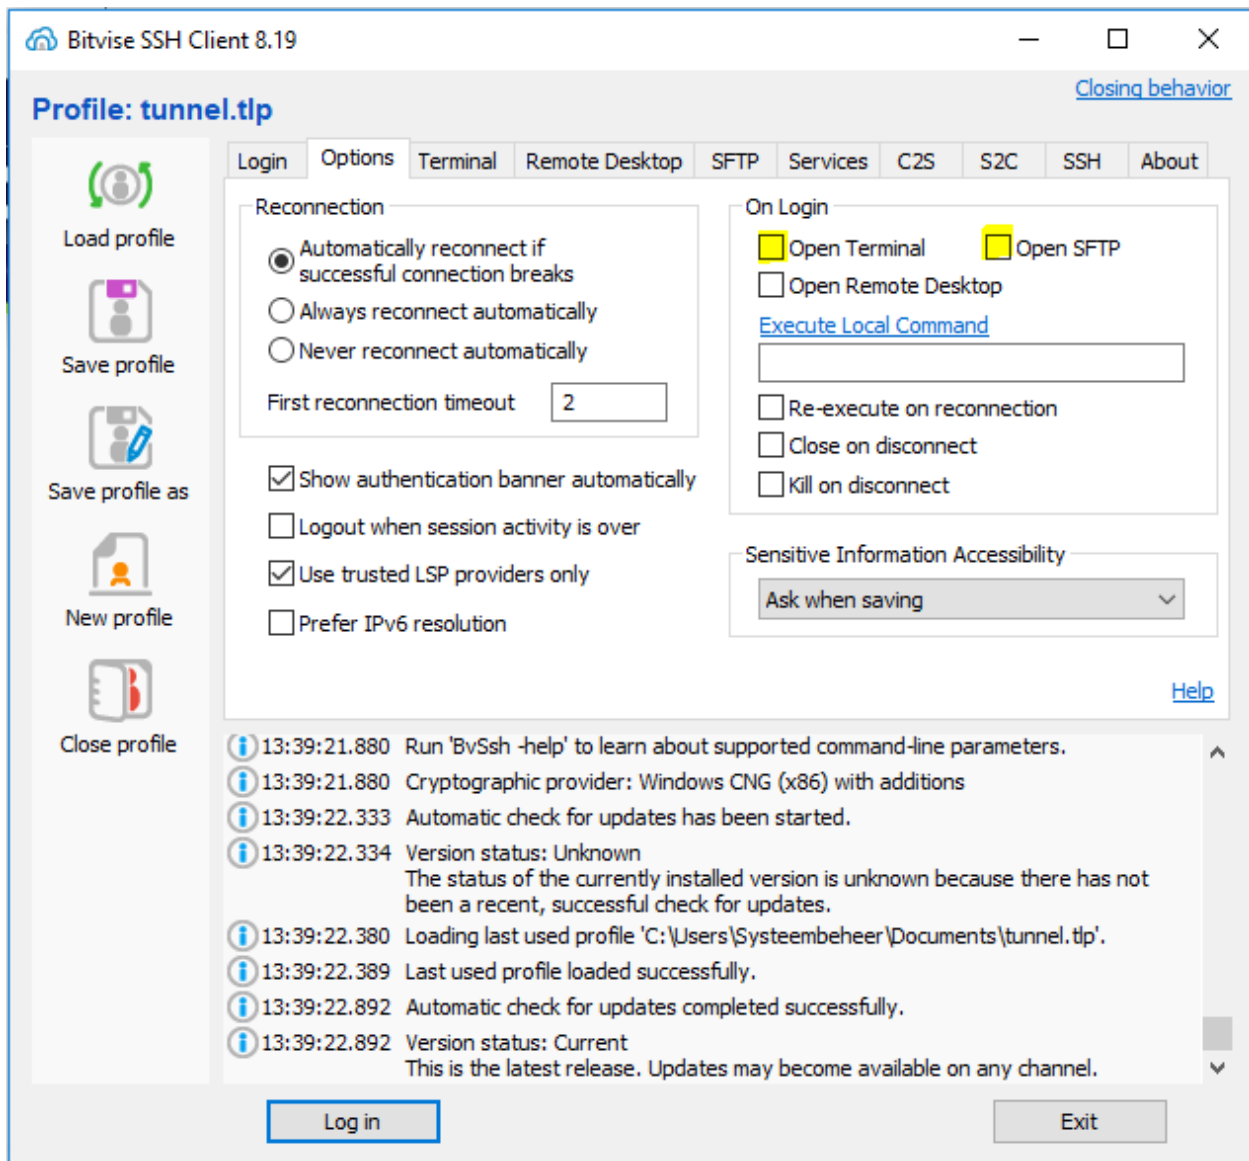 Bitvise SSH Client 8.19
Closing behavior
Profile: tunnel.tlp
Load profile
Save profile
Save profile as
New profile
Close profile
Login Options Terminal Remote Desktop SFTP Services C2S S2C SSH About
Reconnection
Automatically reconnect if
successful connection breaks
Always reconnect automatically
Never reconnect automatically
First reconnection timeout 2
Show authentication banner automatically
Logout when session activity is over
Use trusted LSP providers only
Prefer IPv6 resolution
On Login
Open Terminal Open SFTP
Open Remote Desktop
Execute Local Command
Re-execute on reconnection
Close on disconnect
Kill on disconnect
Sensitive Information Accessibility
Ask when saving
Help
13:39:21.880 Run 'BvSsh -help' to learn about supported command-line parameters.
13:39:21.880 Cryptographic provider: Windows CNG (x86) with additions
13:39:22.333 Automatic check for updates has been started.
13:39:22.334 Version status: Unknown
The status of the currently installed version is unknown because there has not
been a recent, successful check for updates.
13:39:22.380 Loading last used profile 'C:\Users\Systeembeheer\Documents\tunnel.tlp'.
13:39:22.389 Last used profile loaded successfully.
13:39:22.892 Automatic check for updates completed successfully.
13:39:22.892 Version status: Current
This is the latest release. Updates may become available on any channel.
Log in Exit